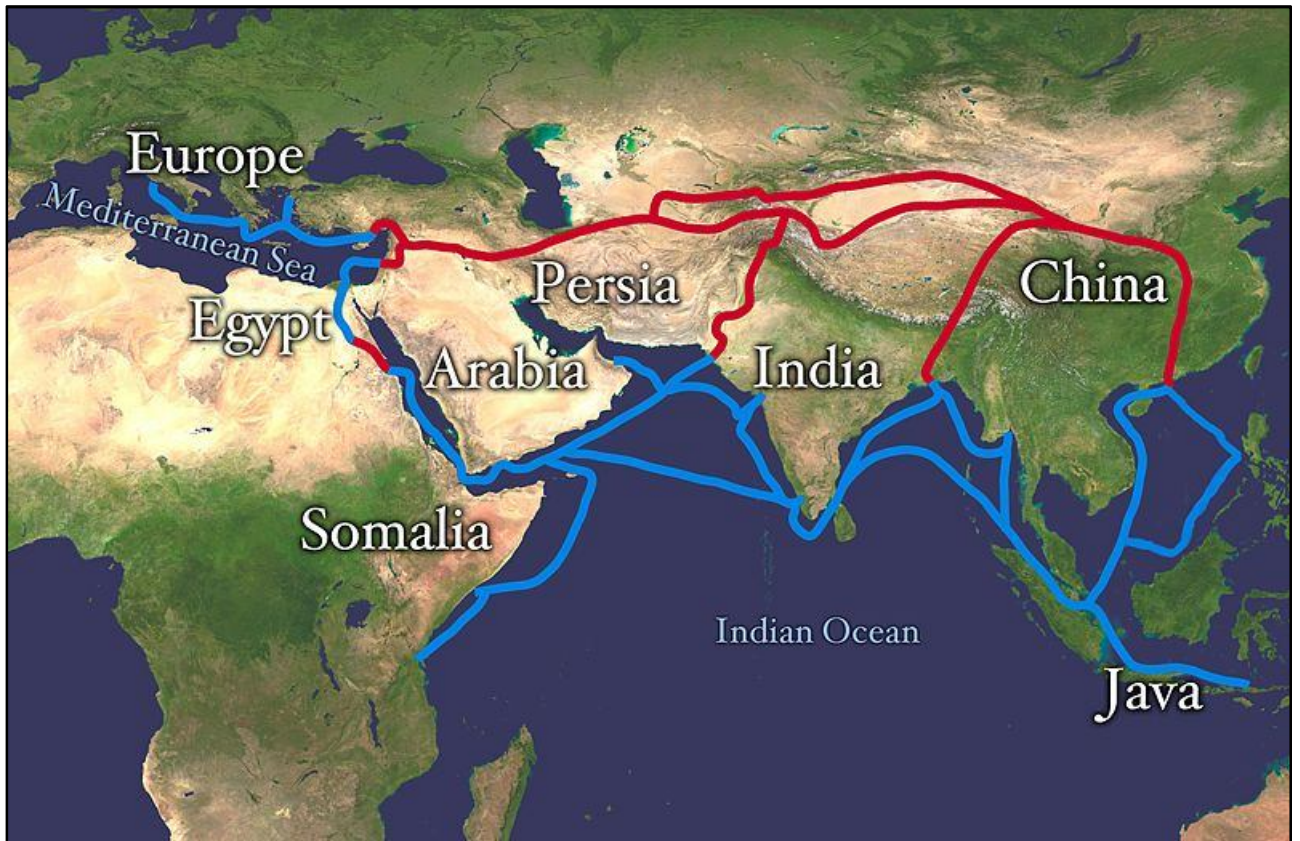 Europe
Mediterranean Sea
Egypt
Persia
China
Arabia
India
Somalia
Indian Ocean
Java